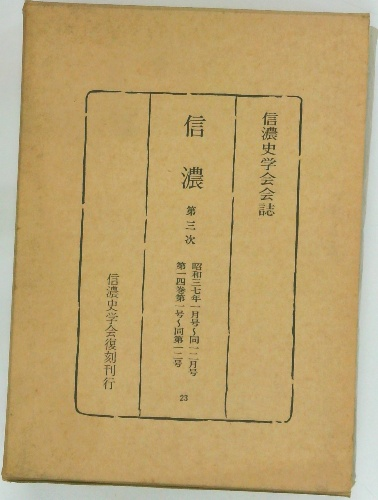 信濃史学会会誌
信濃
第三次
昭和三七年一月号～同一二月号
第一四巻第一号～同第一二号
23
信濃史学会復刻刊行